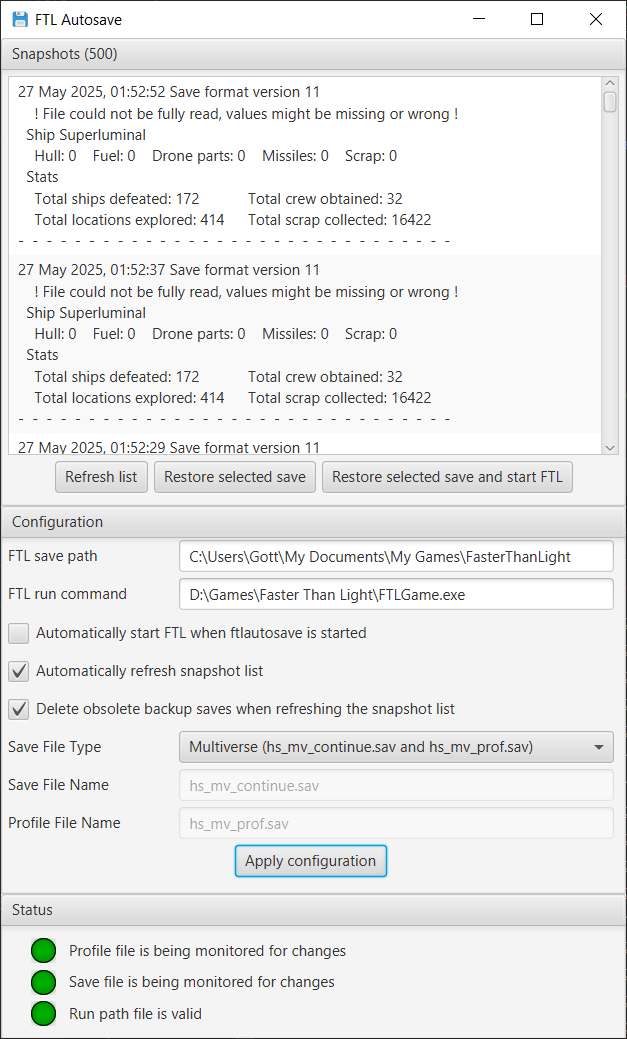 FTL Autosave
Snapshots (500)
27 May 2025, 01:52:52 Save format version 11
! File could not be fully read, values might be missing or wrong !
Ship Superluminal
Hull: 0 Fuel: 0 Drone parts: 0 Missiles: 0 Scrap: 0
Stats
Total ships defeated: 172 Total crew obtained: 32
Total locations explored: 414 Total scrap collected: 16422
- - - - - - - - - - - - - - - - - - - - - - - - - - - - - - -
27 May 2025, 01:52:37 Save format version 11
! File could not be fully read, values might be missing or wrong !
Ship Superluminal
Hull: 0 Fuel: 0 Drone parts: 0 Missiles: 0 Scrap: 0
Stats
Total ships defeated: 172 Total crew obtained: 32
Total locations explored: 414 Total scrap collected: 16422
- - - - - - - - - - - - - - - - - - - - - - - - - - - - - - -
27 May 2025, 01:52:29 Save format version 11
Refresh list Restore selected save Restore selected save and start FTL
Configuration
FTL save path C:\Users\Gott\My Documents\My Games\FasterThanLight
FTL run command D:\Games\Faster Than Light\FTLGame.exe
Automatically start FTL when ftlautosave is started
Automatically refresh snapshot list
Delete obsolete backup saves when refreshing the snapshot list
Save File Type Multiverse (hs_mv_continue.sav and hs_mv_prof.sav)
Save File Name hs_mv_continue.sav
Profile File Name hs_mv_prof.sav
Apply configuration
Status
Profile file is being monitored for changes
Save file is being monitored for changes
Run path file is valid